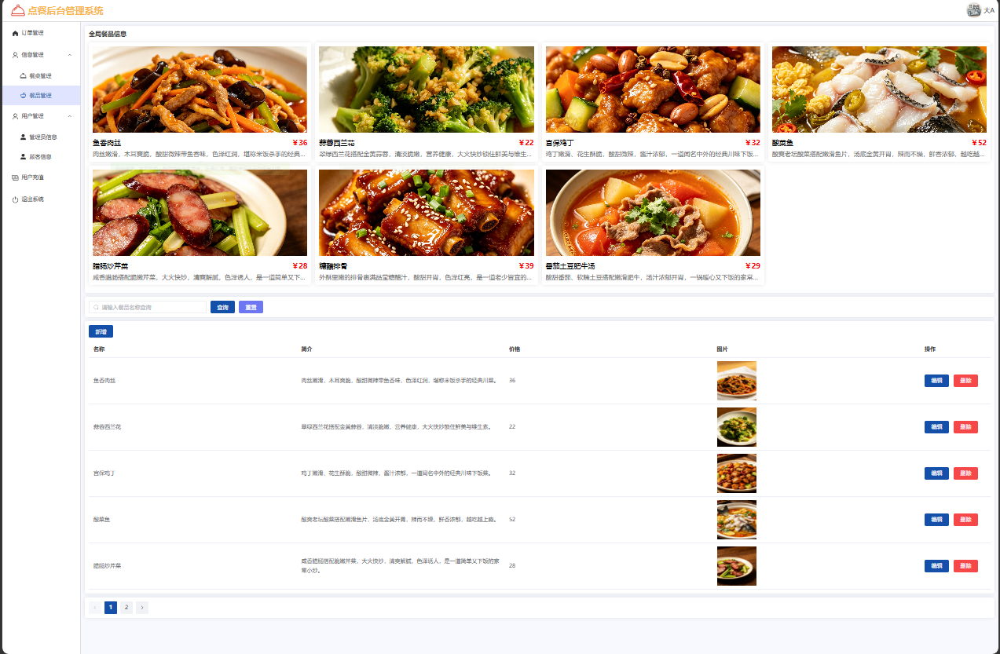 点餐后台管理系统
大A
订单管理
信息管理
餐桌管理
餐品管理
用户管理
管理员信息
顾客信息
用户充值
退出系统
全局餐品信息
鱼香肉丝 ¥36
肉丝嫩滑，木耳爽脆，酸甜微辣带鱼香味，色泽红润，堪称米饭杀手的经典...
蒜蓉西兰花 ¥22
翠绿西兰花搭配金黄蒜蓉，清淡脆嫩，营养健康，大火快炒锁住鲜美与维生...
宫保鸡丁 ¥32
鸡丁嫩滑、花生酥脆，酸甜微辣，酱汁浓郁，一道闻名中外的经典川味下饭...
酸菜鱼 ¥52
酸爽老坛酸菜搭配嫩滑鱼片，汤底金黄开胃，辣而不燥，鲜香浓郁，越吃越...
腊肠炒芹菜 ¥28
咸香腊肠搭配脆嫩芹菜，大火快炒，清爽解腻，色泽诱人，是一道简单又下...
糖醋排骨 ¥39
外酥里嫩的排骨裹满晶莹糖醋汁，酸甜开胃，色泽红亮，是一道老少皆宜的...
番茄土豆肥牛汤 ¥29
酸甜番茄、软糯土豆搭配嫩滑肥牛，汤汁浓郁开胃，一锅暖心又下饭的家常...
请输入餐品名称查询 查询 重置
新增
名称 简介 价格 图片 操作
鱼香肉丝 肉丝嫩滑，木耳爽脆，酸甜微辣带鱼香味，色泽红润，堪称米饭杀手的经典川菜。 36 编辑 删除
蒜蓉西兰花 翠绿西兰花搭配金黄蒜蓉，清淡脆嫩，营养健康，大火快炒锁住鲜美与维生素。 22 编辑 删除
宫保鸡丁 鸡丁嫩滑、花生酥脆，酸甜微辣，酱汁浓郁，一道闻名中外的经典川味下饭菜。 32 编辑 删除
酸菜鱼 酸爽老坛酸菜搭配嫩滑鱼片，汤底金黄开胃，辣而不燥，鲜香浓郁，越吃越上瘾。 52 编辑 删除
腊肠炒芹菜 咸香腊肠搭配脆嫩芹菜，大火快炒，清爽解腻，色泽诱人，是一道简单又下饭的家 28 编辑 删除
常小炒。
1 2